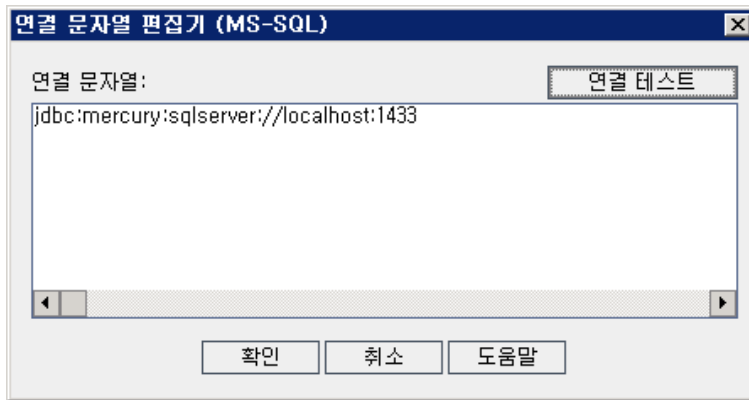 연결 문자열 편집기 (MS-SQL)
연결 문자열:
연결 테스트
jdbc:mercury:sqlserver://localhost:1433
확인
취소
도움말